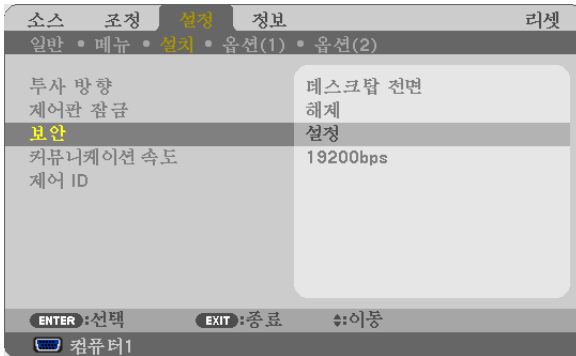 소스 조정 설정 정보 리셋
일반 • 메뉴 • 설치 • 옵션(1) • 옵션(2)
투사 방향 데스크탑 전면
제어판 잠금 해제
보안 설정
커뮤니케이션 속도 19200bps
제어 ID
ENTER :선택 EXIT :종료 :이동
컴퓨터1